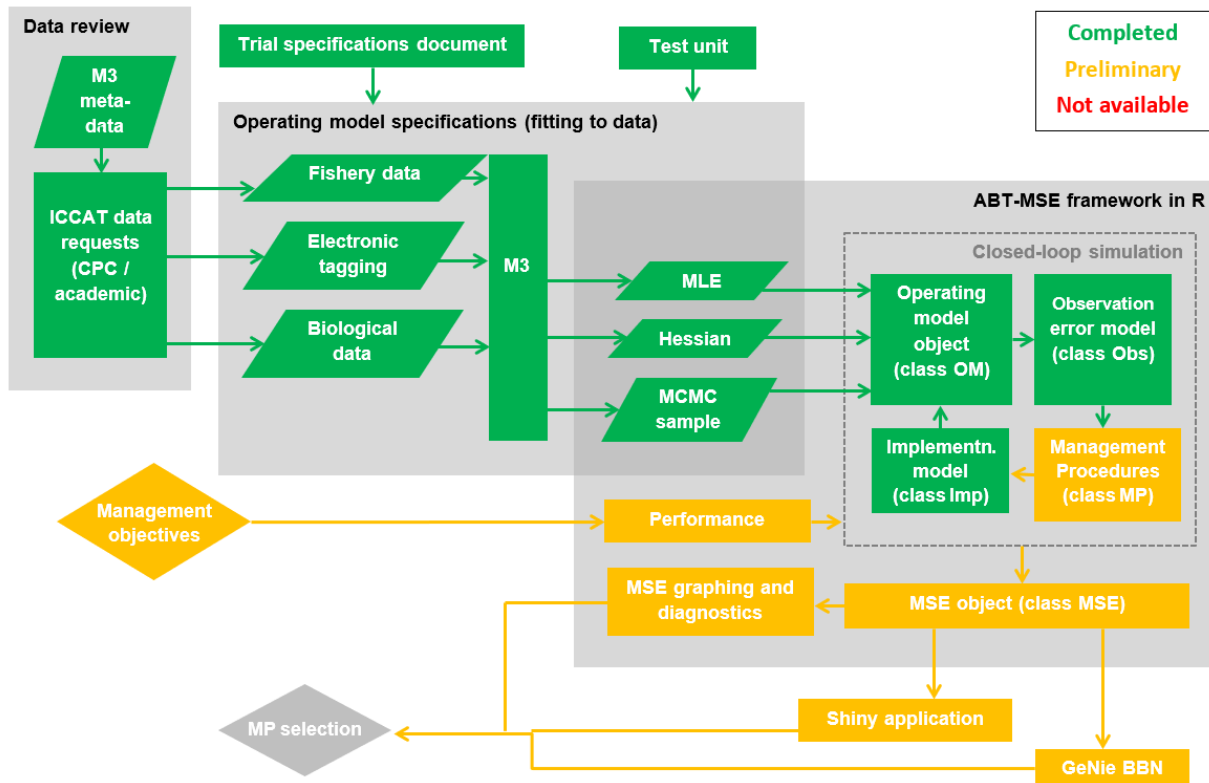 Data review
M3
meta-
data
ICCAT data
requests
(CPC /
academic)
Trial specifications document
Test unit
Completed
Preliminary
Not available
Operating model specifications (fitting to data)
Fishery data
Electronic
tagging
Biological
data
M3
ABT-MSE framework in R
MLE
Hessian
MCMC
sample
Closed-loop simulation
Operating
model
object
(class OM)
Observation
error model
(class Obs)
Implementn.
model
(class Imp)
Management
Procedures
(class MP)
Management
objectives
Performance
MSE graphing and
diagnostics
MSE object (class MSE)
MP selection
Shiny application
GeNie BBN